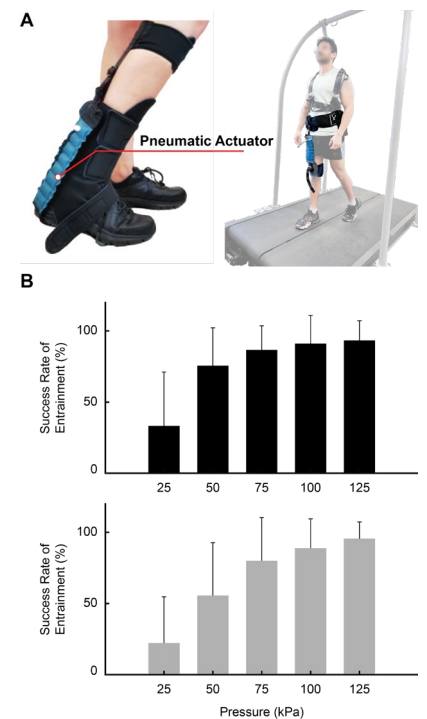 A
Pneumatic Actuator
B
Success Rate of
Entrainment (%)
100
50
0
25 50 75 100 125
Success Rate of
Entrainment (%)
100
50
0
25 50 75 100 125
Pressure (kPa)